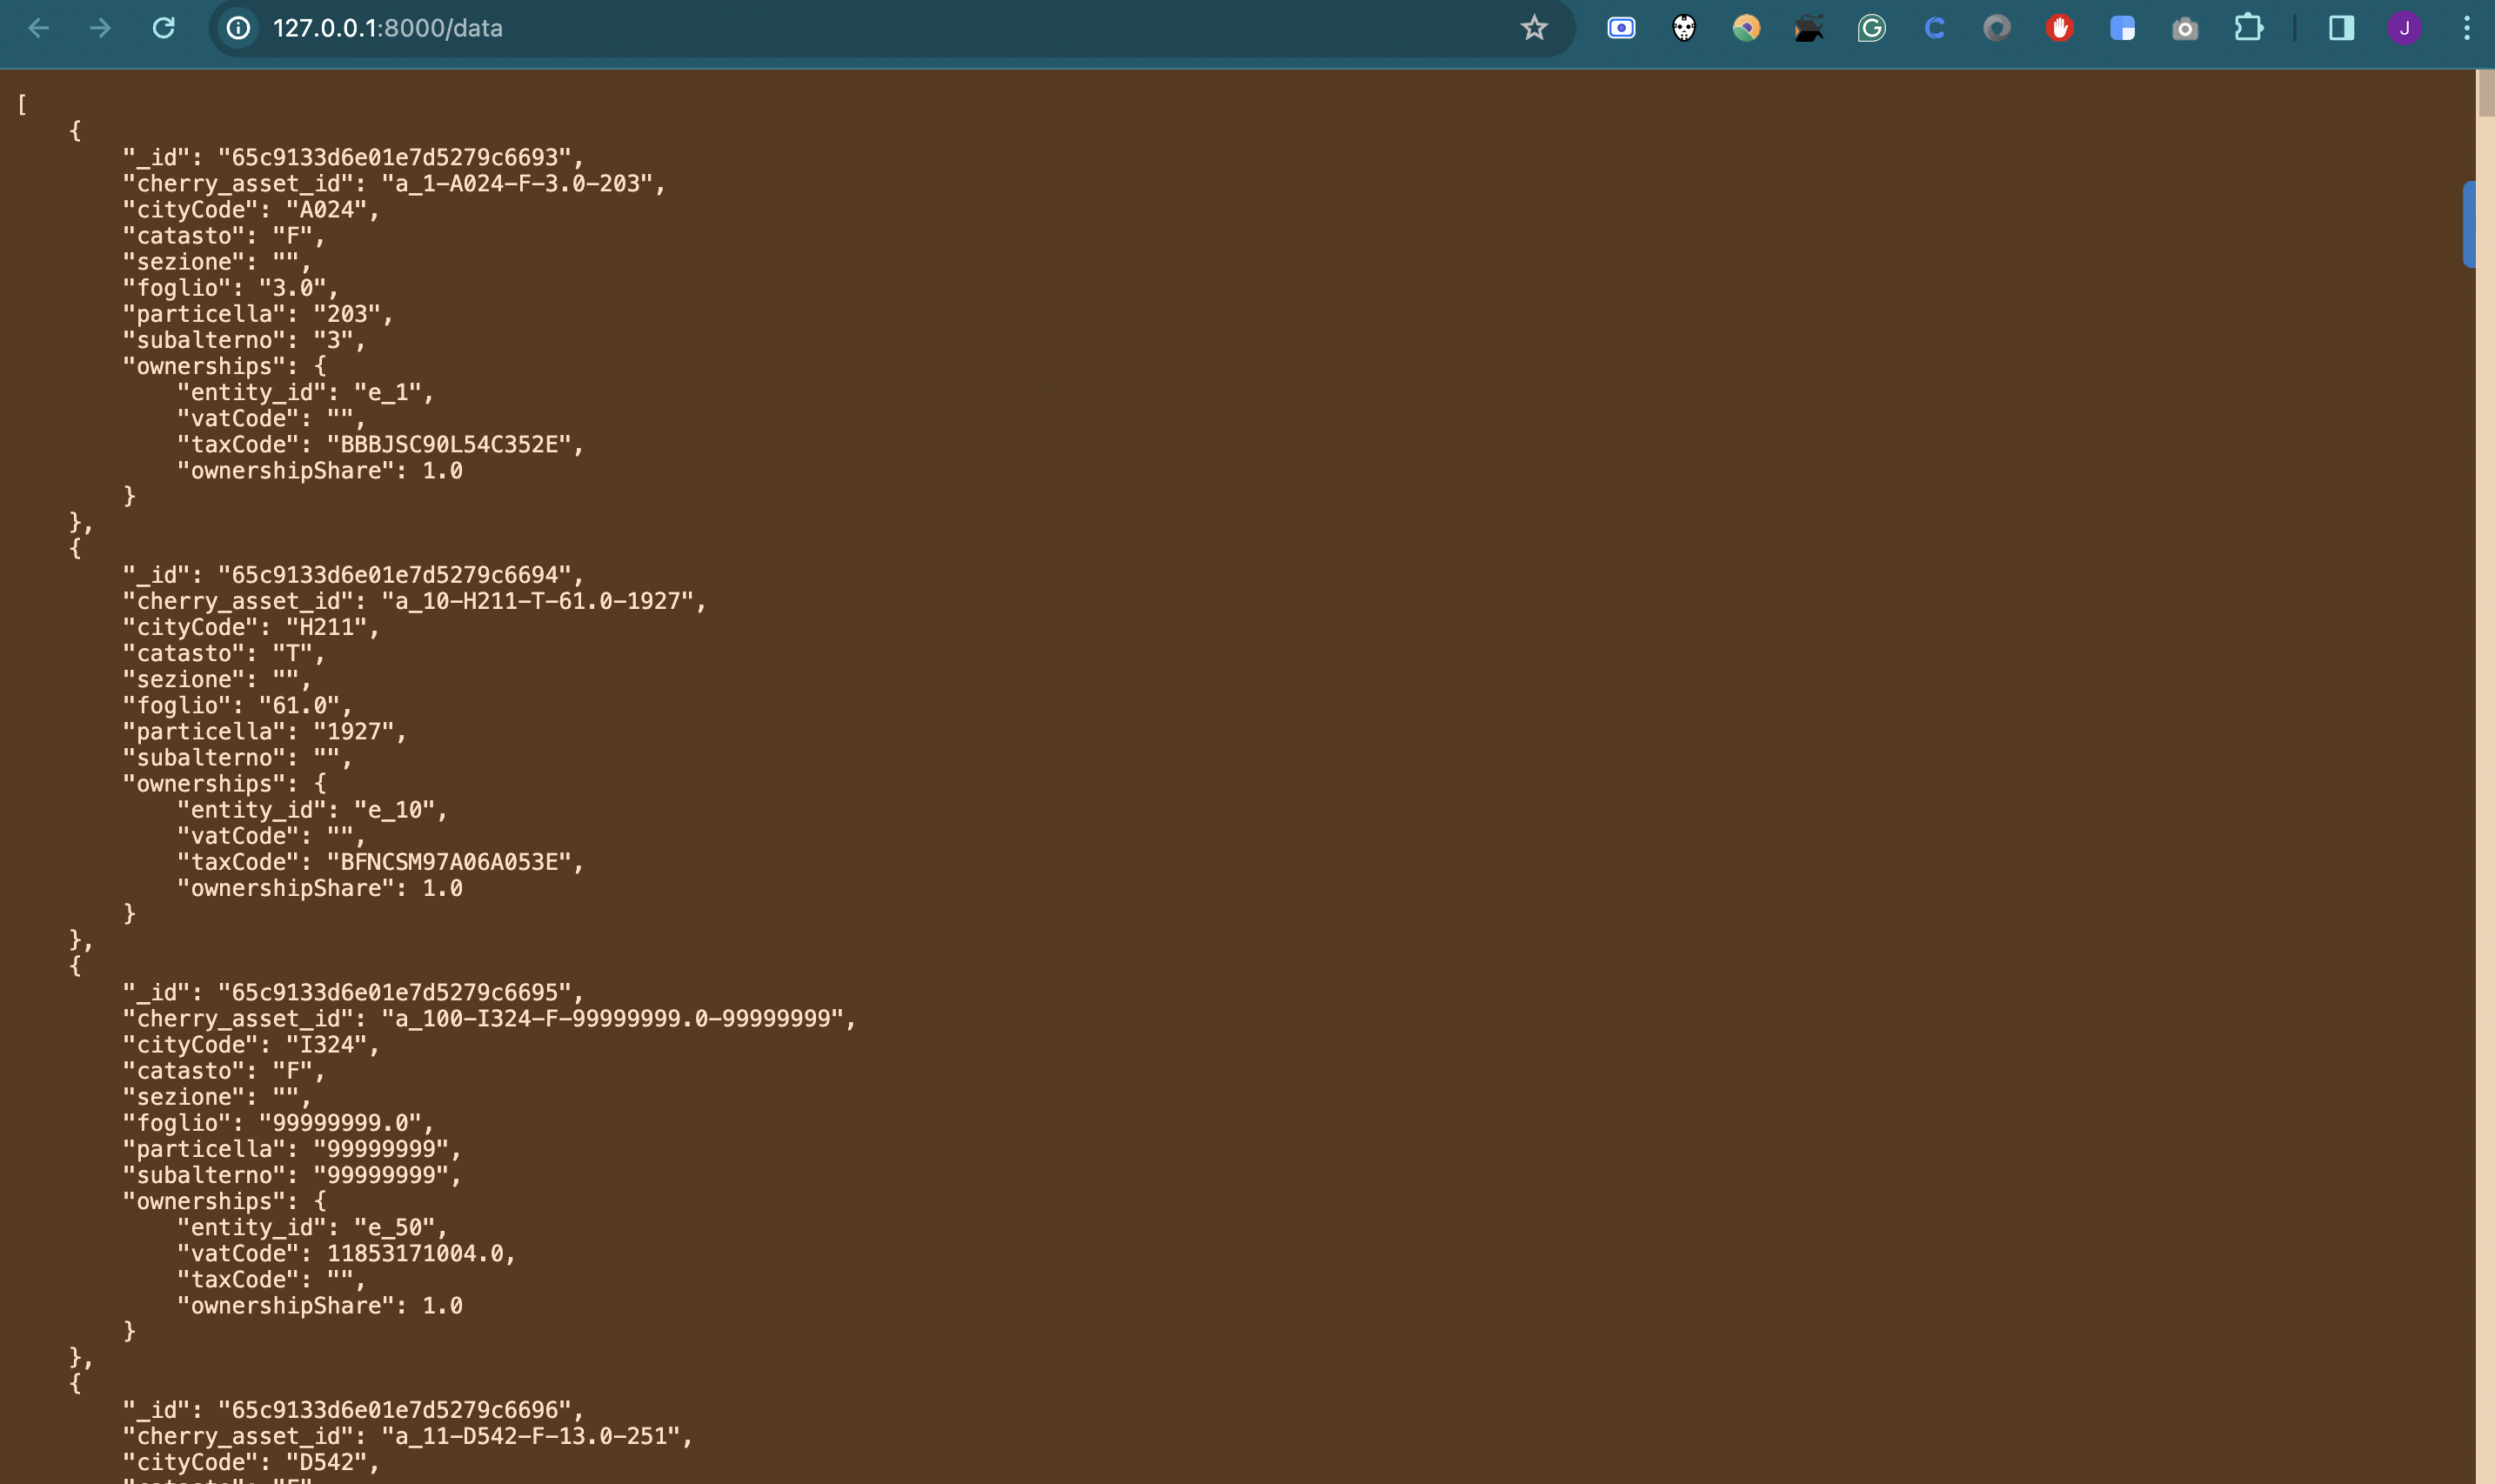 127.0.0.1:8000/data
J
[
{
"_id": "65c9133d6e01e7d5279c6693",
"cherry_asset_id": "a_1-A024-F-3.0-203",
"cityCode": "A024",
"catasto": "F",
"sezione": "",
"foglio": "3.0",
"particella": "203",
"subalterno": "3",
"ownerships": {
"entity_id": "e_1",
"vatCode": "",
"taxCode": "BBBJSC90L54C352E",
"ownershipShare": 1.0
}
},
{
"_id": "65c9133d6e01e7d5279c6694",
"cherry_asset_id": "a_10-H211-T-61.0-1927",
"cityCode": "H211",
"catasto": "T",
"sezione": "",
"foglio": "61.0",
"particella": "1927",
"subalterno": "",
"ownerships": {
"entity_id": "e_10",
"vatCode": "",
"taxCode": "BFNCSM97A06A053E",
"ownershipShare": 1.0
}
},
{
"_id": "65c9133d6e01e7d5279c6695",
"cherry_asset_id": "a_100-I324-F-99999999.0-99999999",
"cityCode": "I324",
"catasto": "F",
"sezione": "",
"foglio": "99999999.0",
"particella": "99999999",
"subalterno": "99999999",
"ownerships": {
"entity_id": "e_50",
"vatCode": 11853171004.0,
"taxCode": "",
"ownershipShare": 1.0
}
},
{
"_id": "65c9133d6e01e7d5279c6696",
"cherry_asset_id": "a_11-D542-F-13.0-251",
"cityCode": "D542",